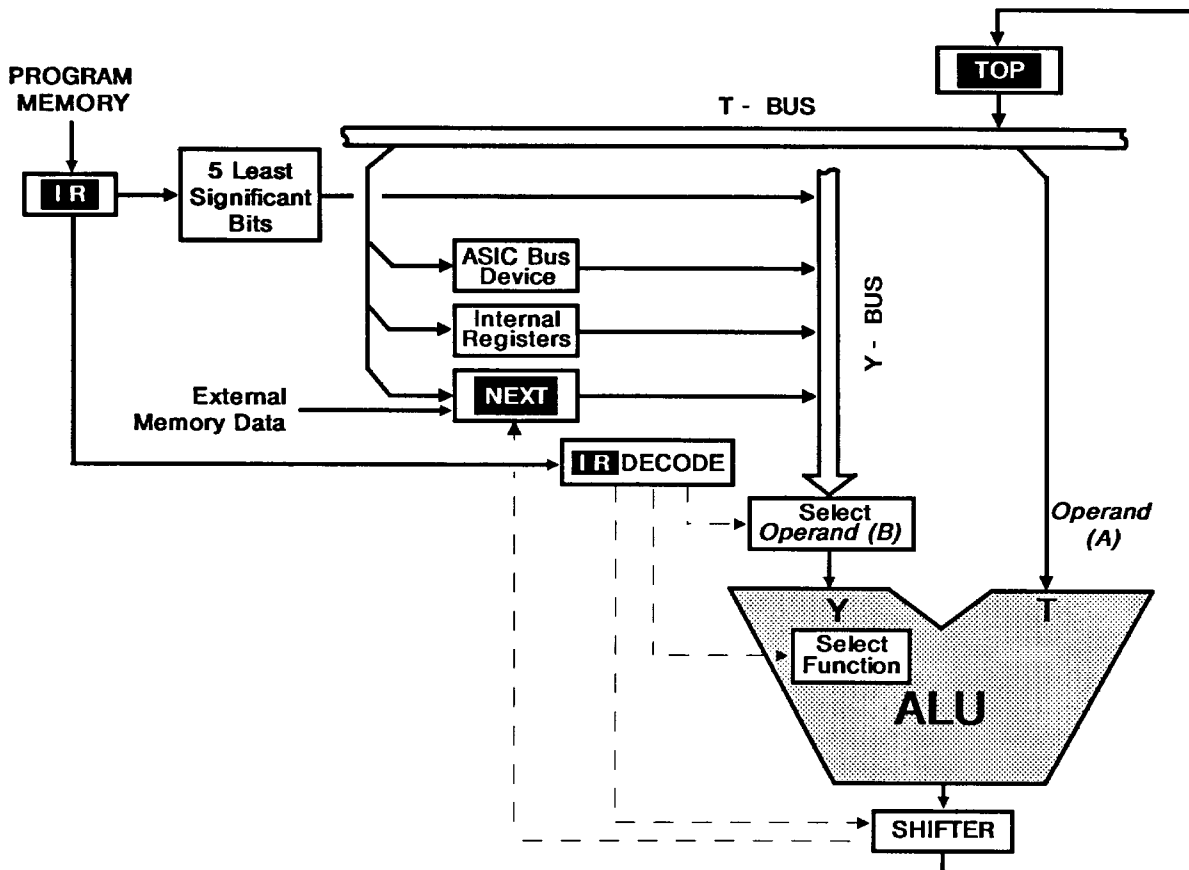 TOP
PROGRAM
MEMORY
T - BUS
IR
5 Least
Significant
Bits
ASIC Bus
Device
Internal
Registers
Y - BUS
NEXT
External
Memory Data
IR DECODE
Select
Operand (B)
Operand
(A)
Y
T
Select
Function
ALU
SHIFTER